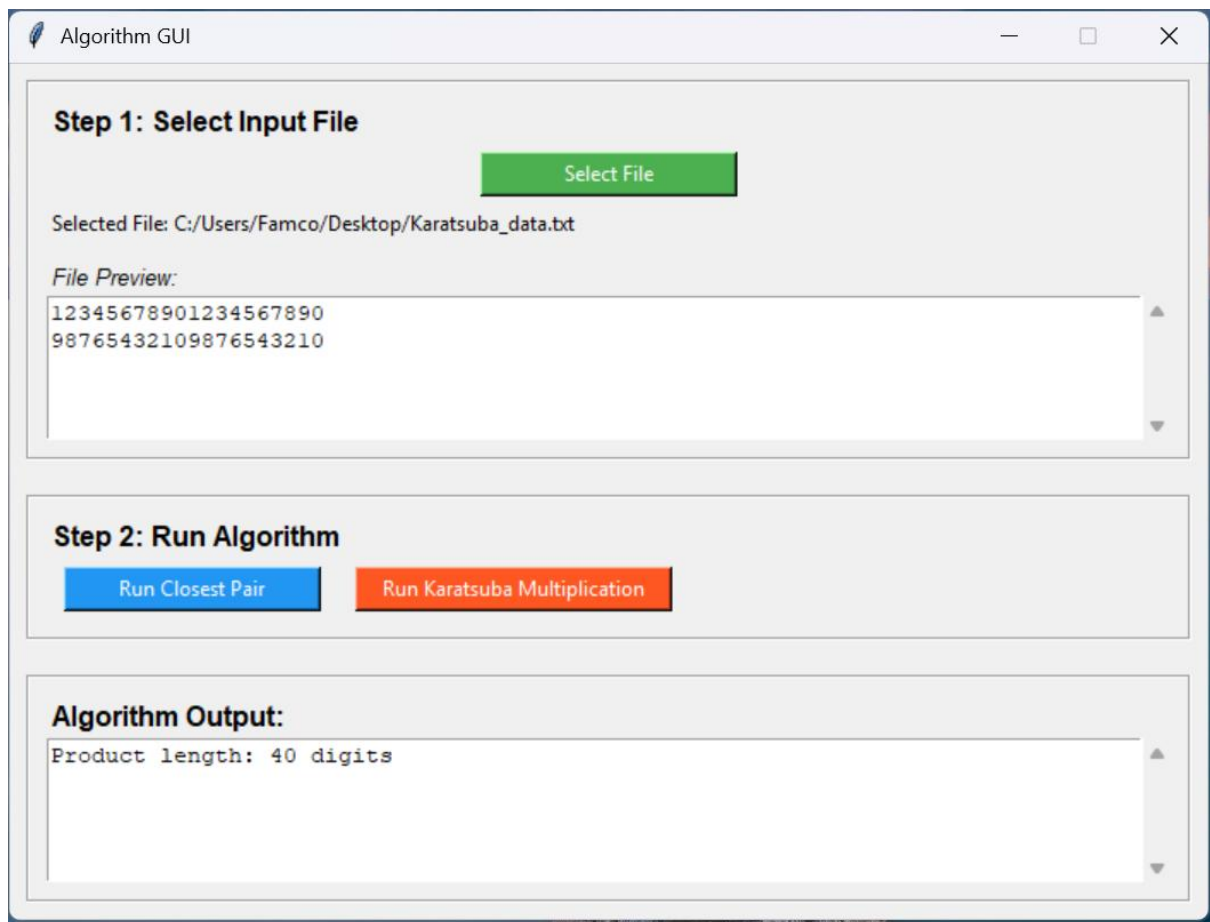 Algorithm GUI
Step 1: Select Input File
Select File
Selected File: C:/Users/Famco/Desktop/Karatsuba_data.txt
File Preview:
12345678901234567890
98765432109876543210
Step 2: Run Algorithm
Run Closest Pair
Run Karatsuba Multiplication
Algorithm Output:
Product length: 40 digits